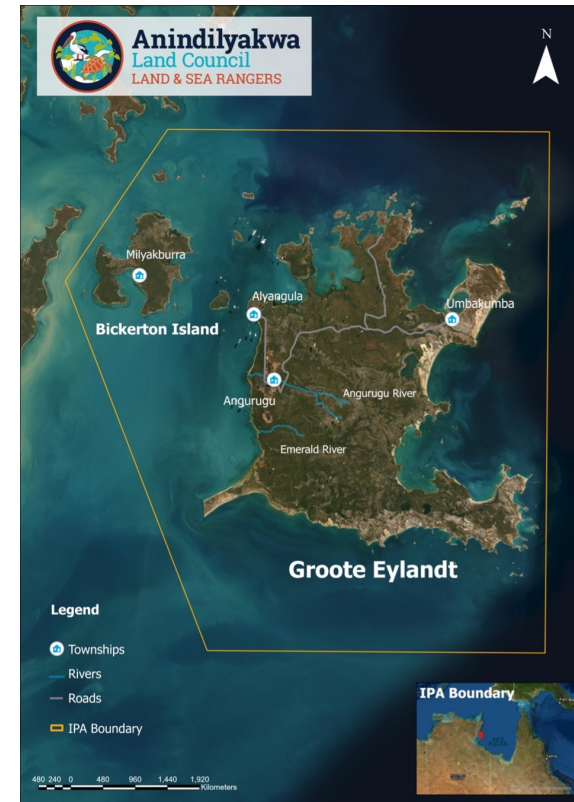 Anindilyakwa
Land Council
LAND & SEA RANGERS
N
Milyakburra
Bickerton Island
Alyangula
Umbakumba
Angurugu
Angurugu River
Emerald River
Groote Eylandt
Legend
Townships
Rivers
Roads
IPA Boundary
480 240 0 480 960 1,440 1,920
Kilometers
IPA Boundary